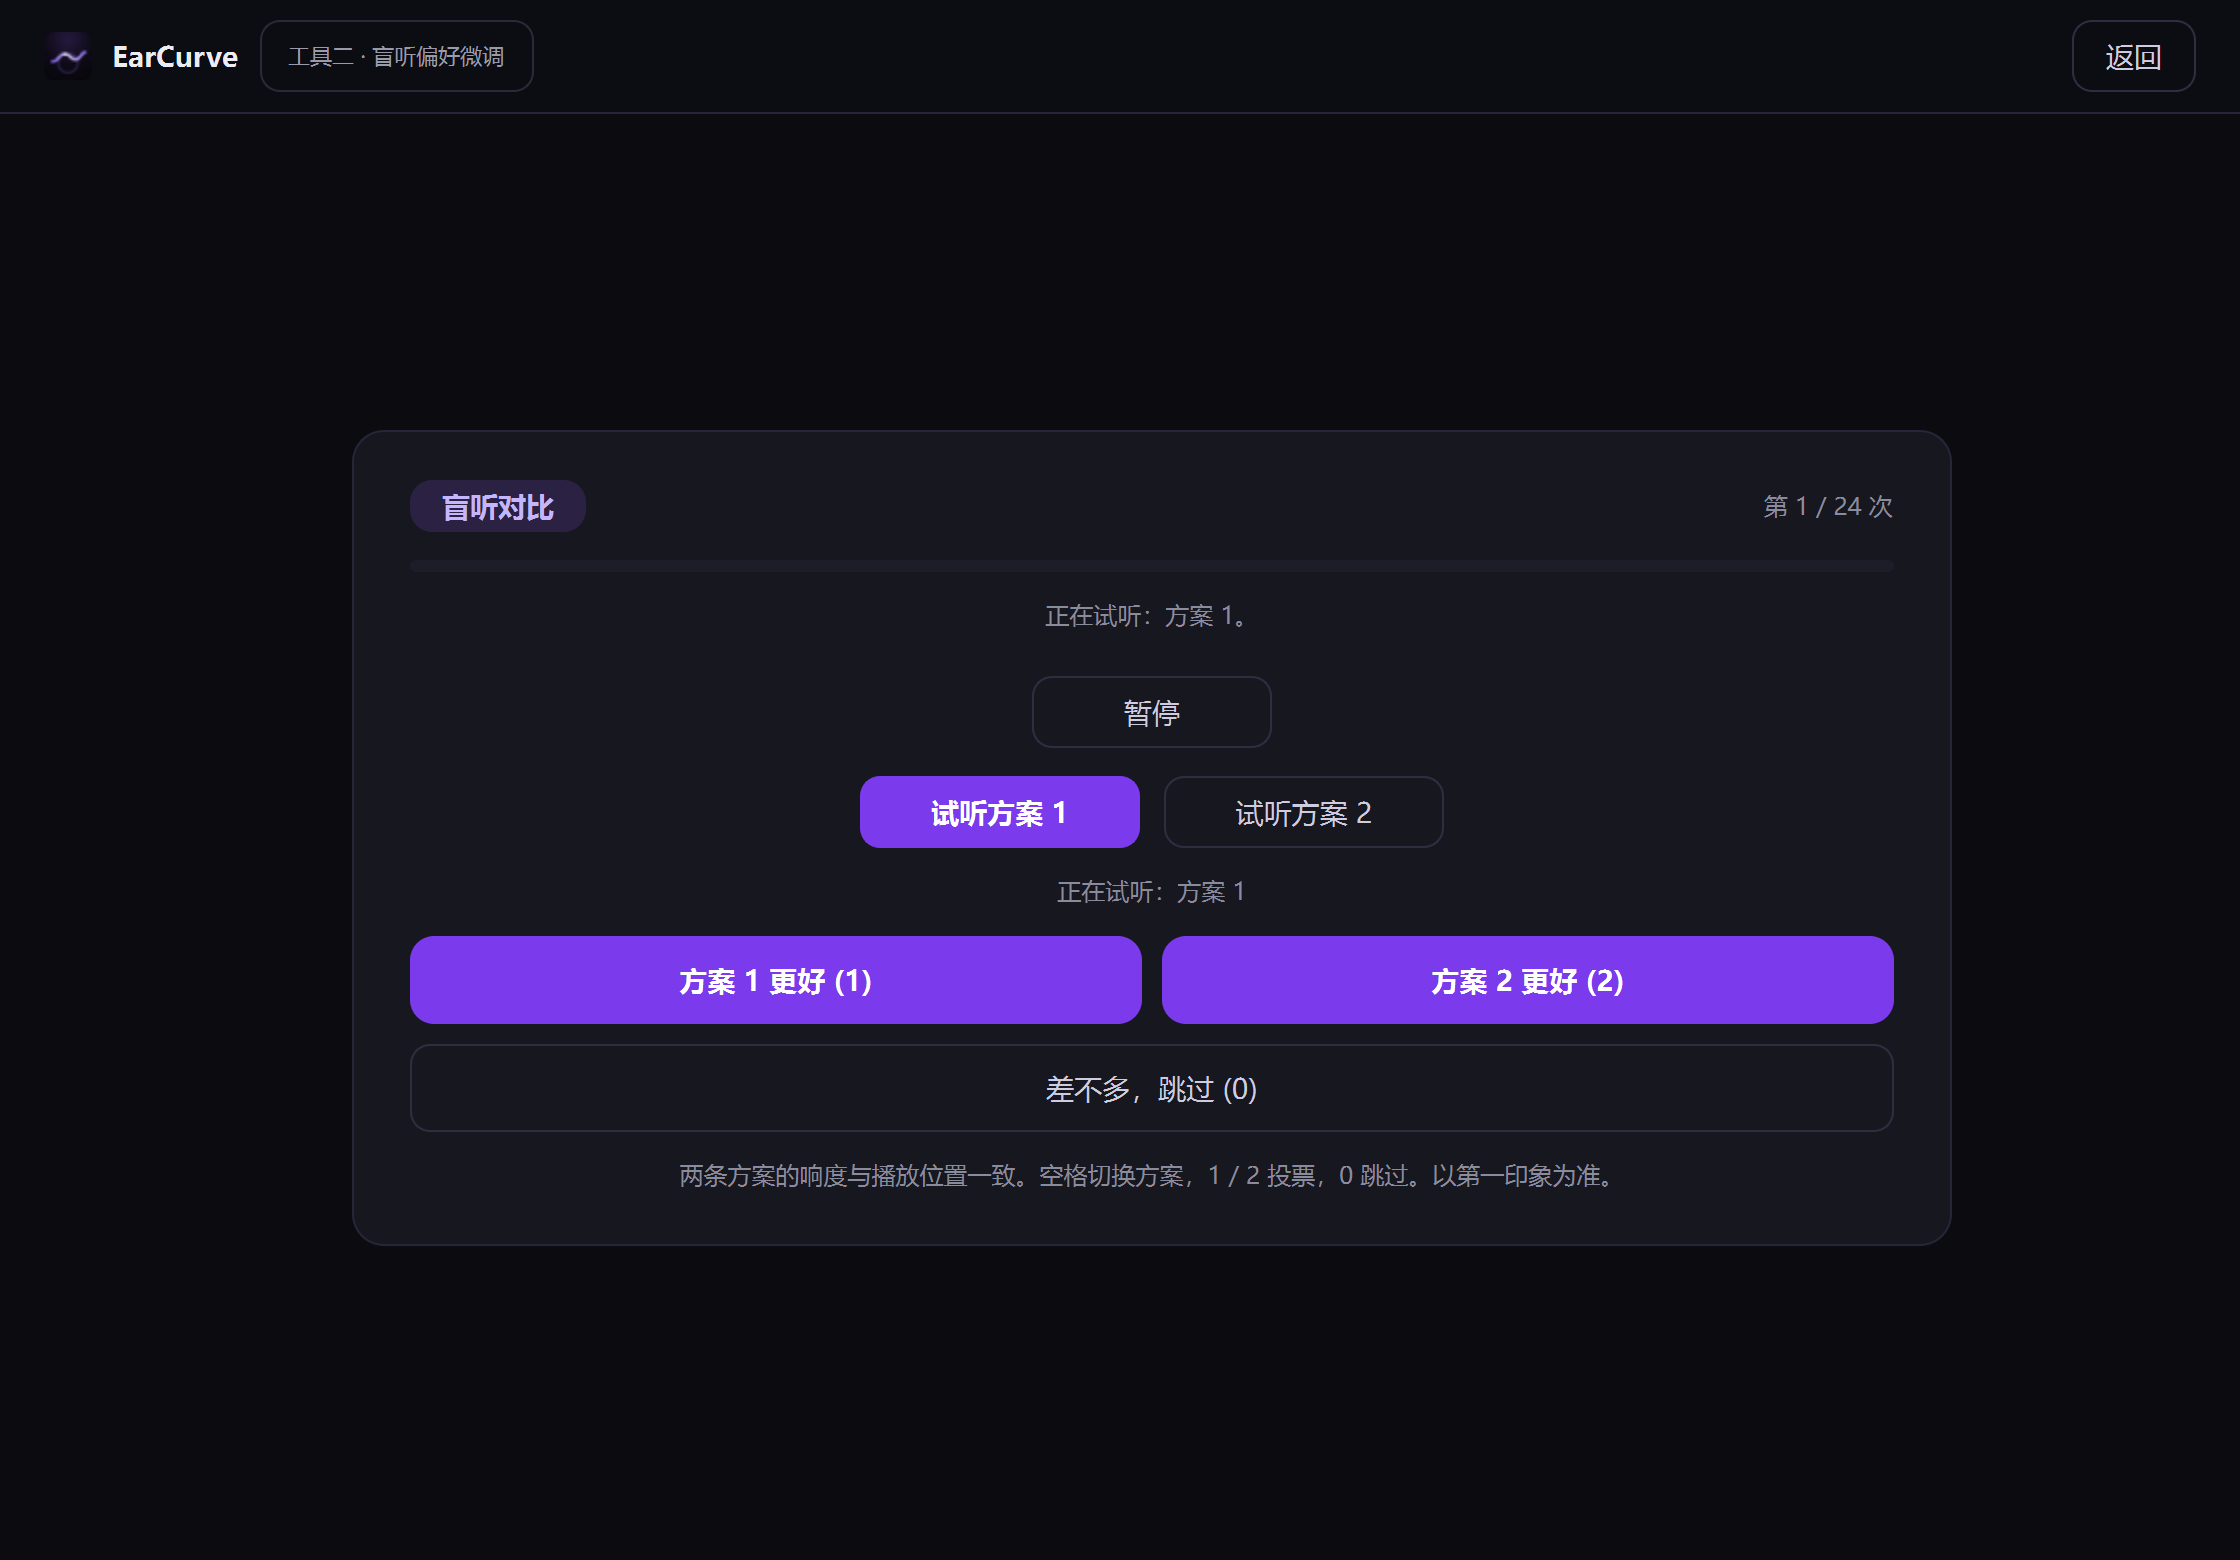 EarCurve
工具二 · 盲听偏好微调
返回
盲听对比
第 1 / 24 次
正在试听：方案 1。
暂停
试听方案 1
试听方案 2
正在试听：方案 1
方案 1 更好 (1)
方案 2 更好 (2)
差不多，跳过 (0)
两条方案的响度与播放位置一致。空格切换方案，1 / 2 投票，0 跳过。以第一印象为准。